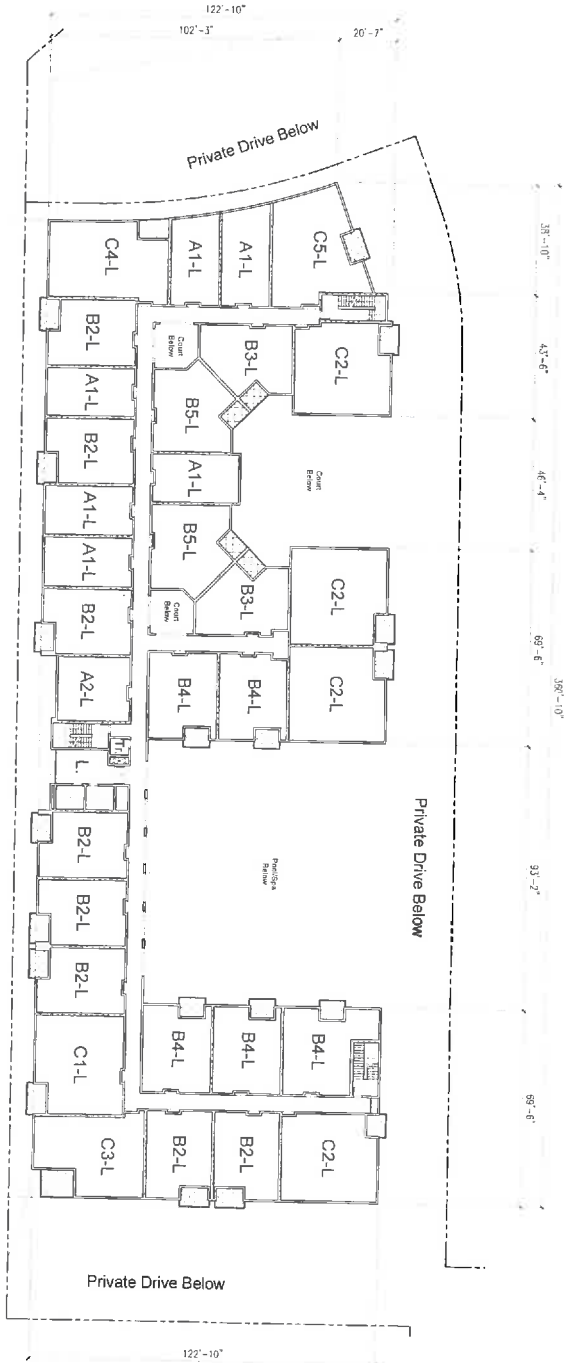 122'-10"
102'-3"
20'-7"
Private Drive Below
38'-10"
43'-6"
46'-4"
69'-6"
360'-10"
93'-2"
69'-6"
C4-L
A1-L
A1-L
C5-L
B2-L
Court
Below
B3-L
C2-L
A1-L
B5-L
B2-L
A1-L
Court
Below
A1-L
B5-L
A1-L
B2-L
Court
Below
B3-L
C2-L
A2-L
B4-L
B4-L
C2-L
Tr.
L.
B2-L
Pool/Spa
Below
Private Drive Below
B2-L
B2-L
C1-L
B4-L
B4-L
B4-L
C3-L
B2-L
B2-L
C2-L
Private Drive Below
122'-10"